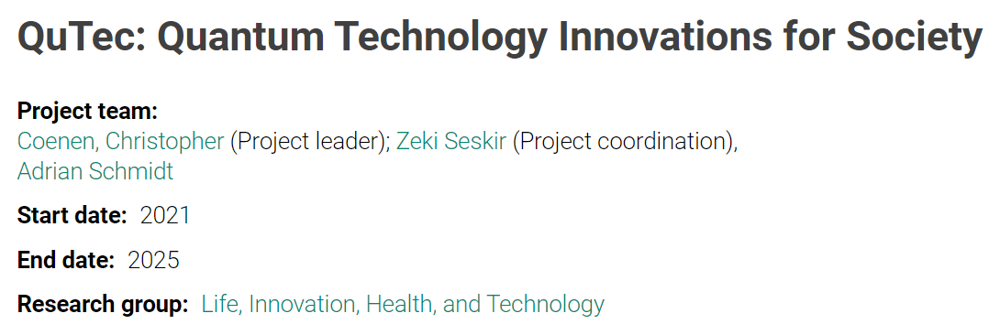 QuTec: Quantum Technology Innovations for Society
Project team:
Coenen, Christopher (Project leader); Zeki Seskir (Project coordination),
Adrian Schmidt
Start date: 2021
End date: 2025
Research group: Life, Innovation, Health, and Technology